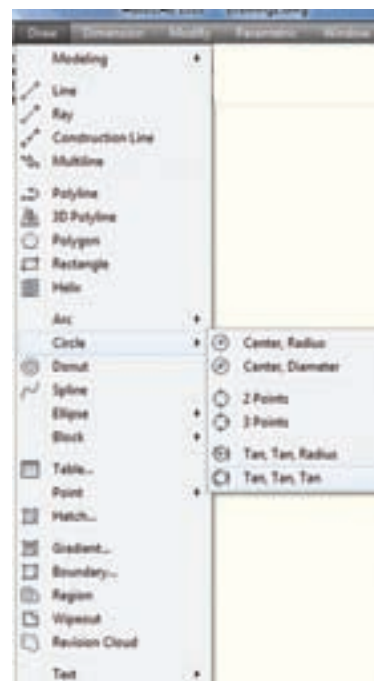 Draw Dimension Modify Parametric Window
Modeling
Line
Ray
Construction Line
Multiline
Polyline
3D Polyline
Polygon
Rectangle
Helix
Arc
Circle
Donut
Spline
Ellipse
Block
Table...
Point
Hatch...
Gradient...
Boundary...
Region
Wipeout
Revision Cloud
Text
Center, Radius
Center, Diameter
2 Points
3 Points
Tan, Tan, Radius
Tan, Tan, Tan